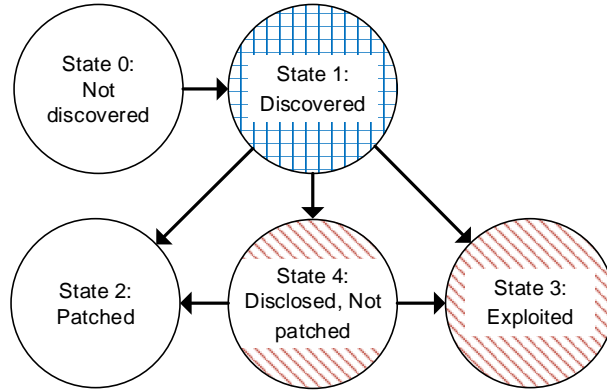 State 0:
Not
discovered
State 1:
Discovered
State 2:
Patched
State 4:
Disclosed, Not
patched
State 3:
Exploited